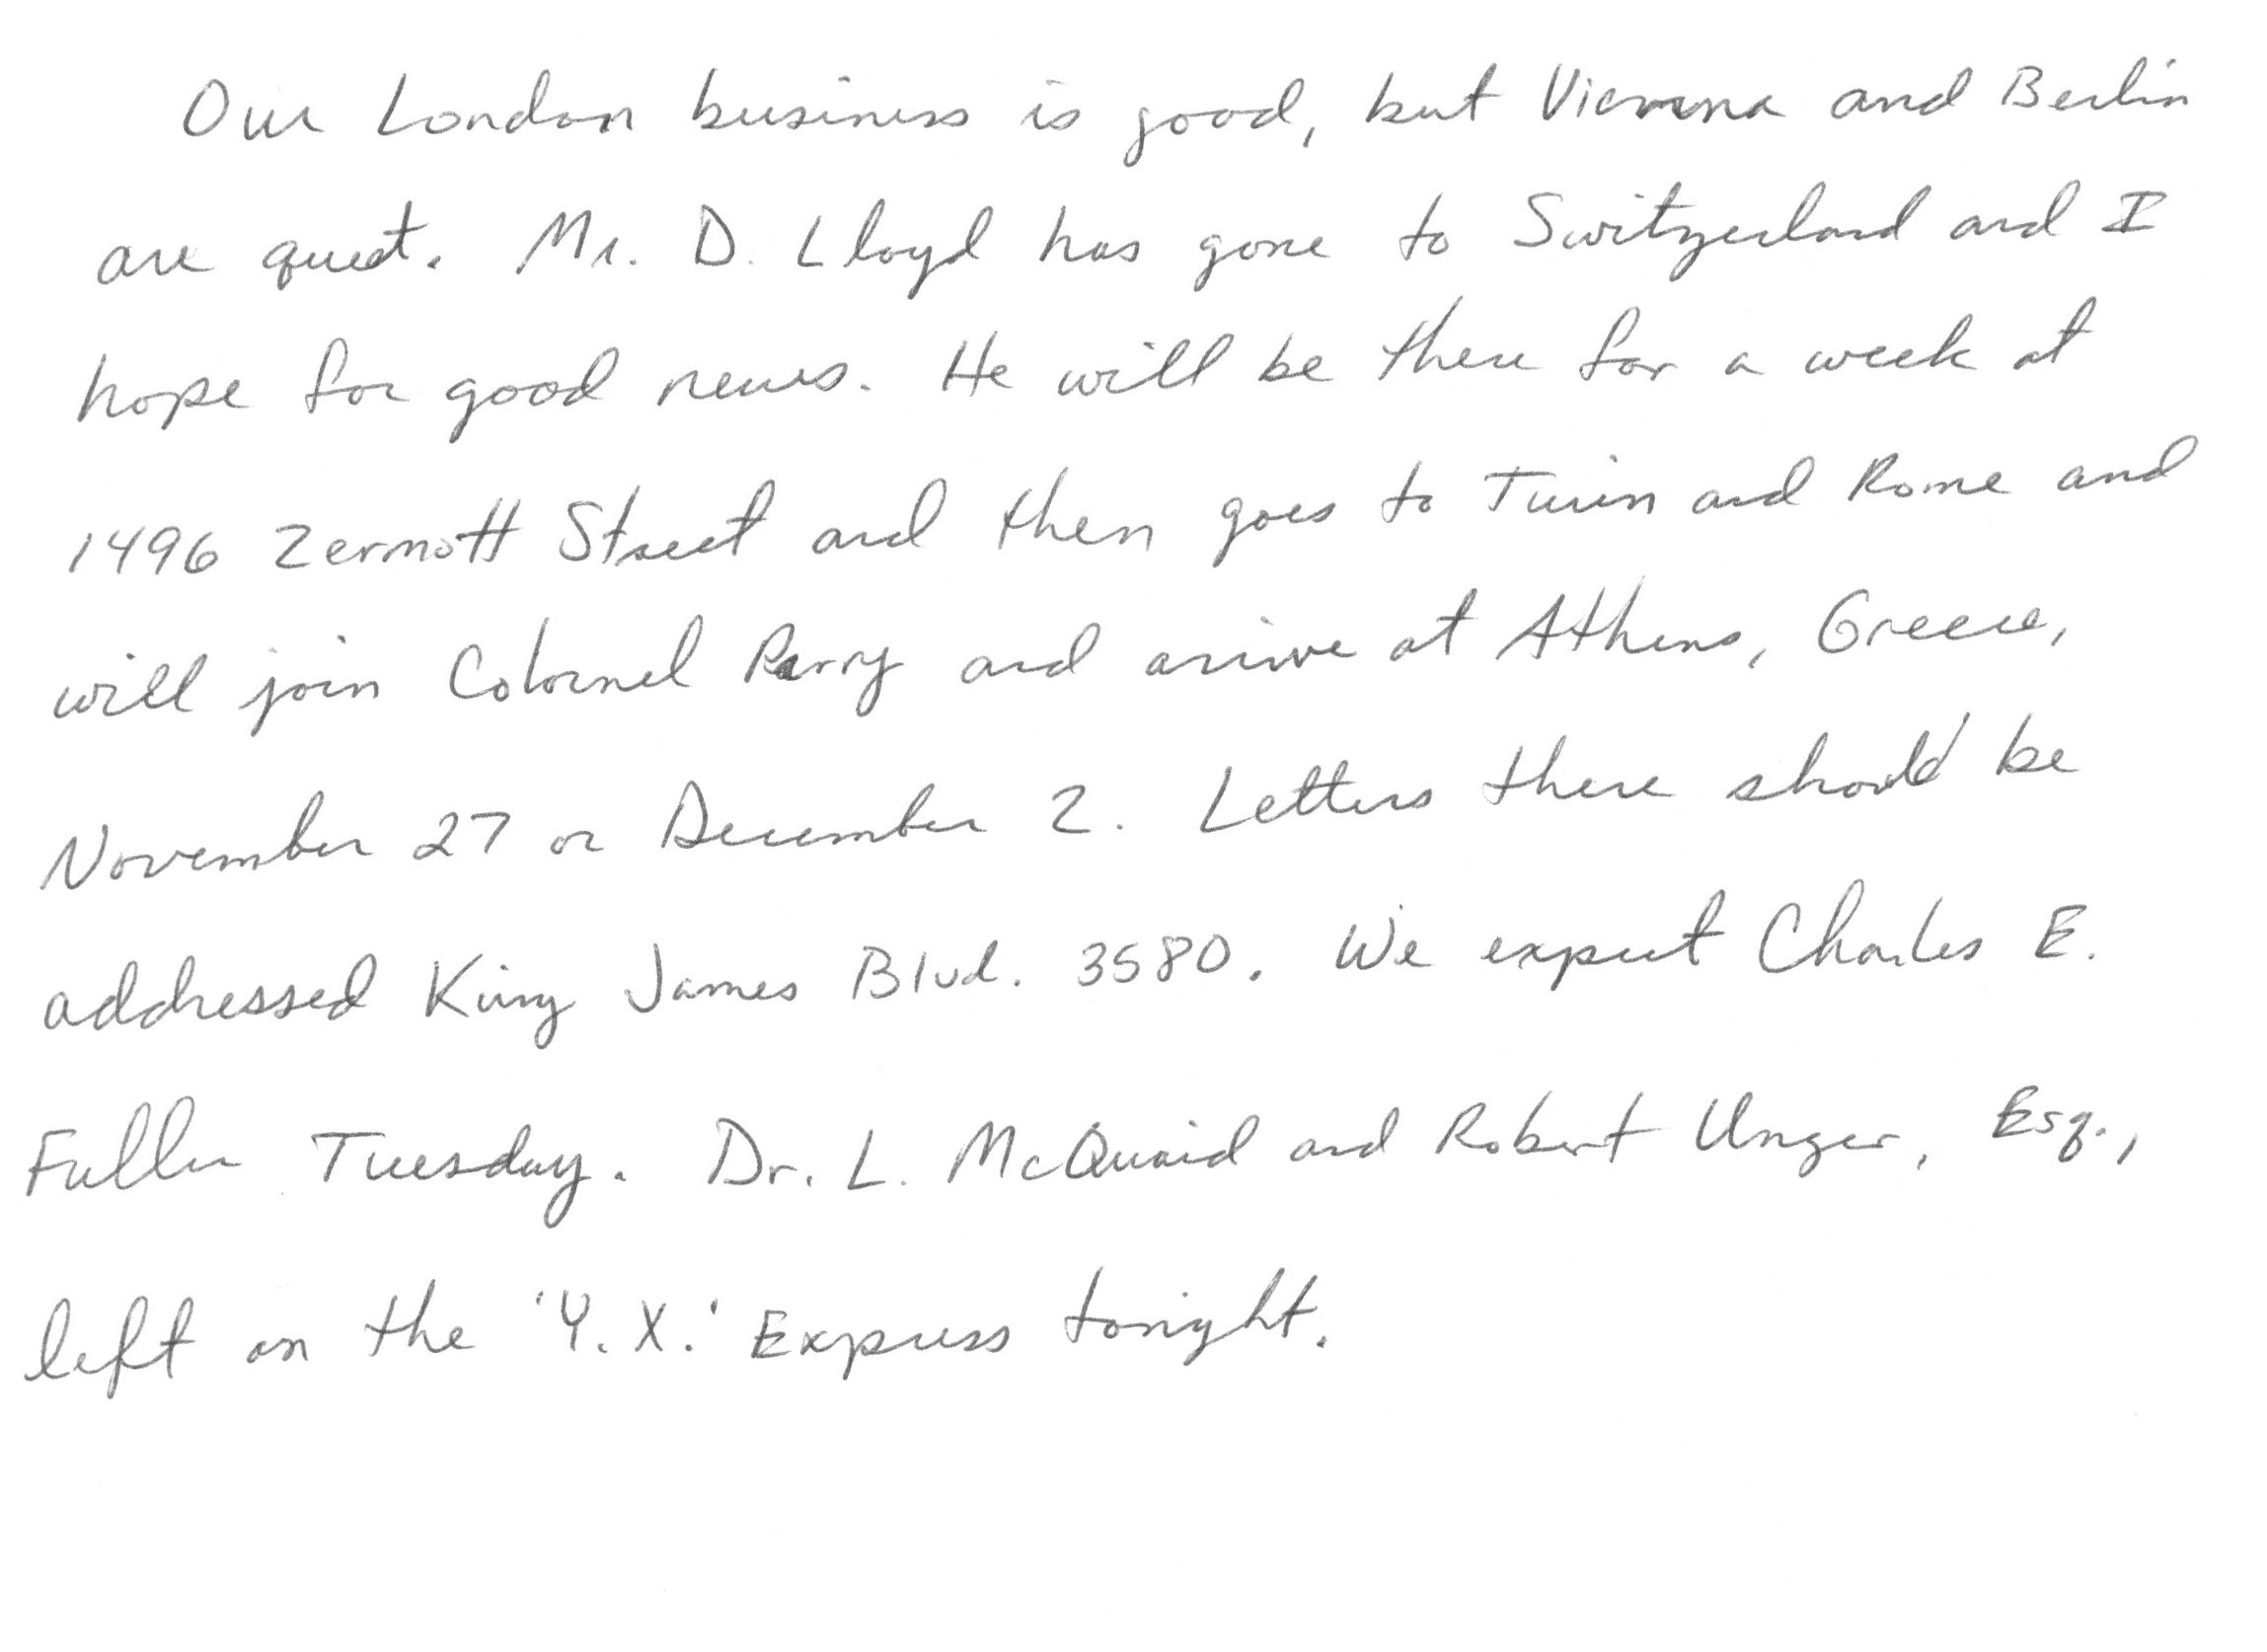 Our London business is good, but Vienna and Berlin
are quiet. Mr. D. Lloyd has gone to Switzerland and I
hope for good news. He will be there for a week at
1496 Zermott Street and then goes to Turin and Rome and
will join Colonel Parry and arrive at Athens, Greece,
November 27 or December 2. Letters there should be
addressed King James Blvd. 3580. We expect Charles E.
Fuller Tuesday. Dr. L. McQuaid and Robert Unger, Esq.,
left on the 'Y.X.' Express tonight.